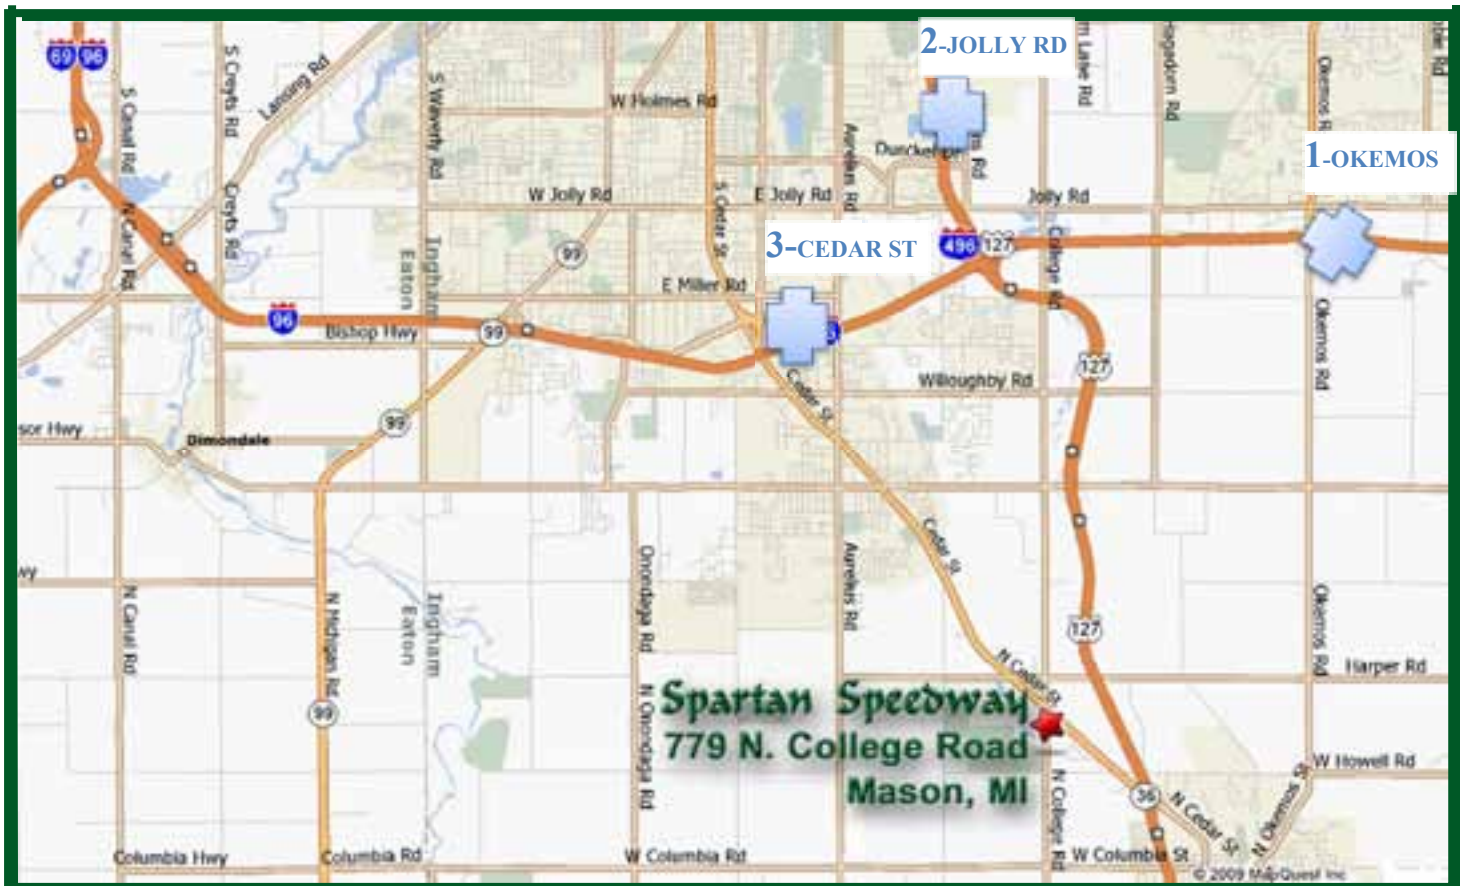 2-JOLLY RD
1-OKEMOS
3-CEDAR ST
69
96
S Canal Rd
S Creyts Rd
Lansing Rd
S Waverly Rd
W Holmes Rd
Aurelius Rd
Hagadorn Rd
Okemos Rd
N Canal Rd
Creyts Rd
W Jolly Rd
E Jolly Rd
Jolly Rd
S Cedar St
College Rd
99
496
127
Eaton
Ingham
E Miller Rd
96
Bishop Hwy
99
Okemos Rd
127
Willoughby Rd
Cedar St
99
Dimondale
Cedar St
Onondaga Rd
Aurelius Rd
N Canal Rd
N Michigan Rd
Eaton
Ingham
Okemos Rd
127
N Cedar St
Harper Rd
Spartan Speedway
779 N. College Road
Mason, MI
99
N Onondaga Rd
W Howell Rd
36
N College Rd
N Cedar St
N Okemos St
Columbia Hwy
Columbia Rd
W Columbia Rd
W Columbia St
© 2009 MapQuest Inc